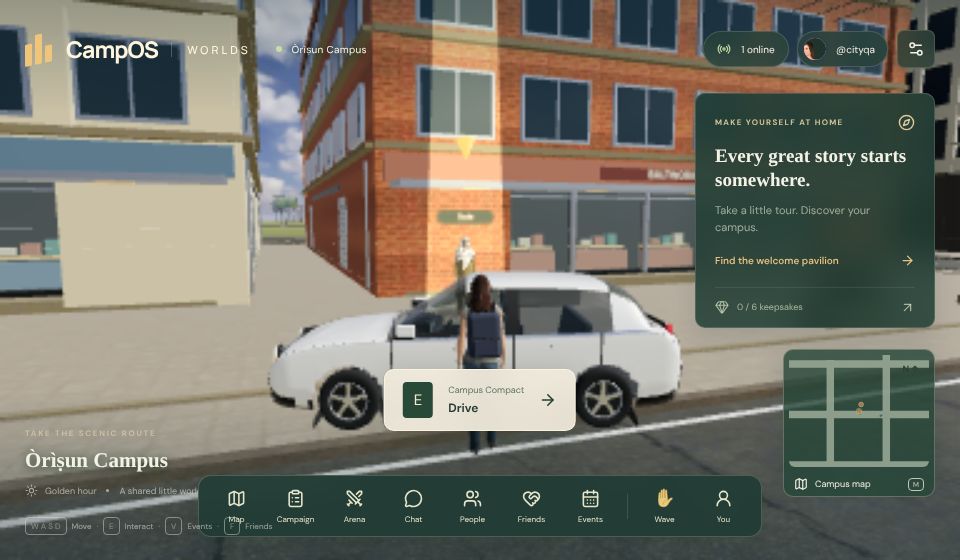 CampOS WORLDS Òrìṣun Campus
1 online
@cityqa
MAKE YOURSELF AT HOME
Every great story starts
somewhere.
Take a little tour. Discover your
campus.
Find the welcome pavilion
0 / 6 keepsakes
E
Campus Compact
Drive
Campus map M
TAKE THE SCENIC ROUTE
Òrìṣun Campus
Golden hour • A shared little
WASD Move · E Interact · V Events · F Friends
Map
Campaign
Arena
Chat
People
Friends
Events
Wave
You